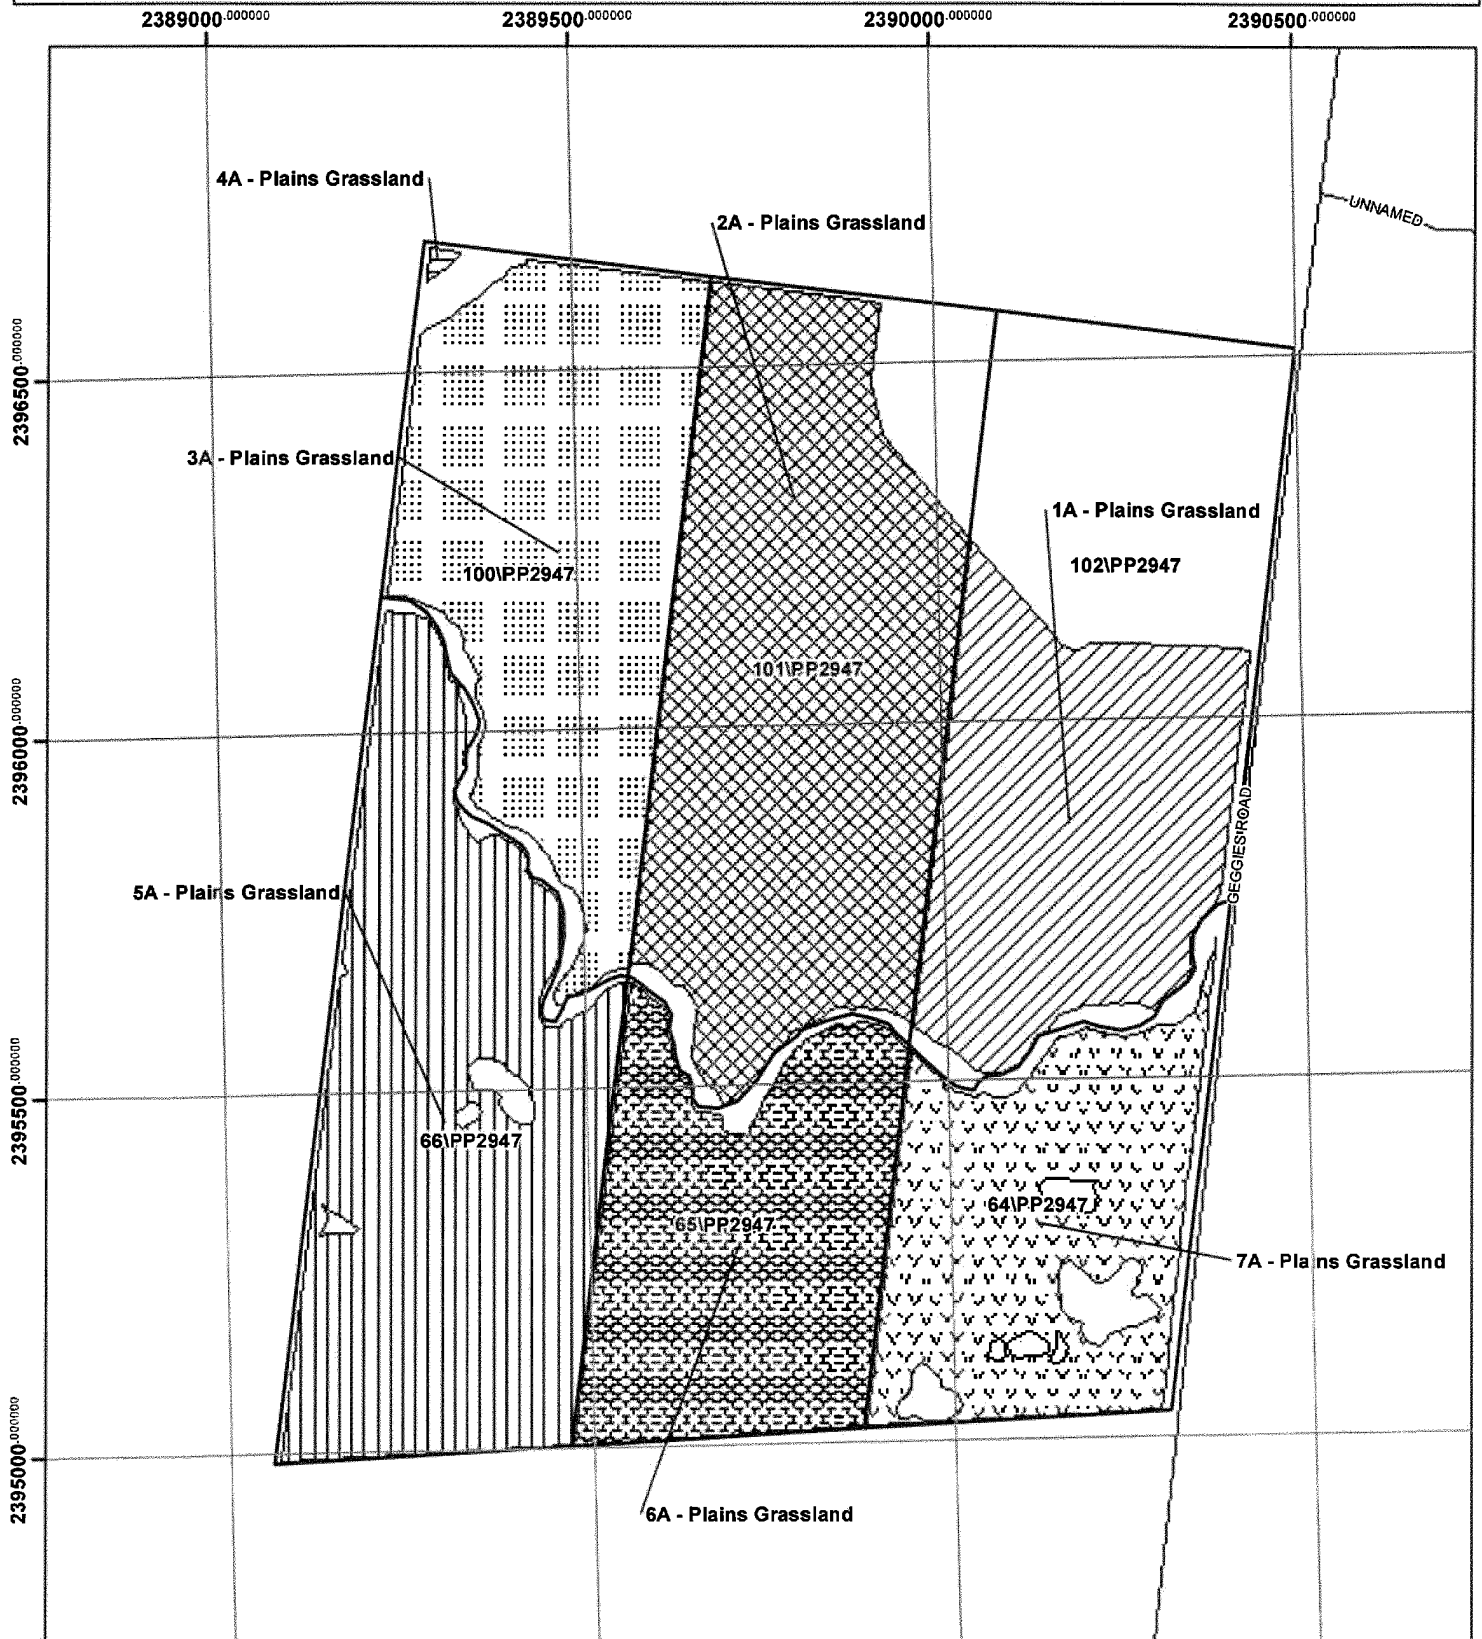 2389000.000000
2389500.000000
2390000.000000
2390500.000000
UNNAMED
4A - Plains Grassland
2A - Plains Grassland
2396500.000000
3A - Plains Grassland
1A - Plains Grassland
102\PP2947
100\PP2947
101\PP2947
2396000.000000
GEGGIES ROAD
5A - Plains Grassland
2395500.000000
66\PP2947
64\PP2947
65\PP2947
7A - Plains Grassland
2395000.000000
6A - Plains Grassland